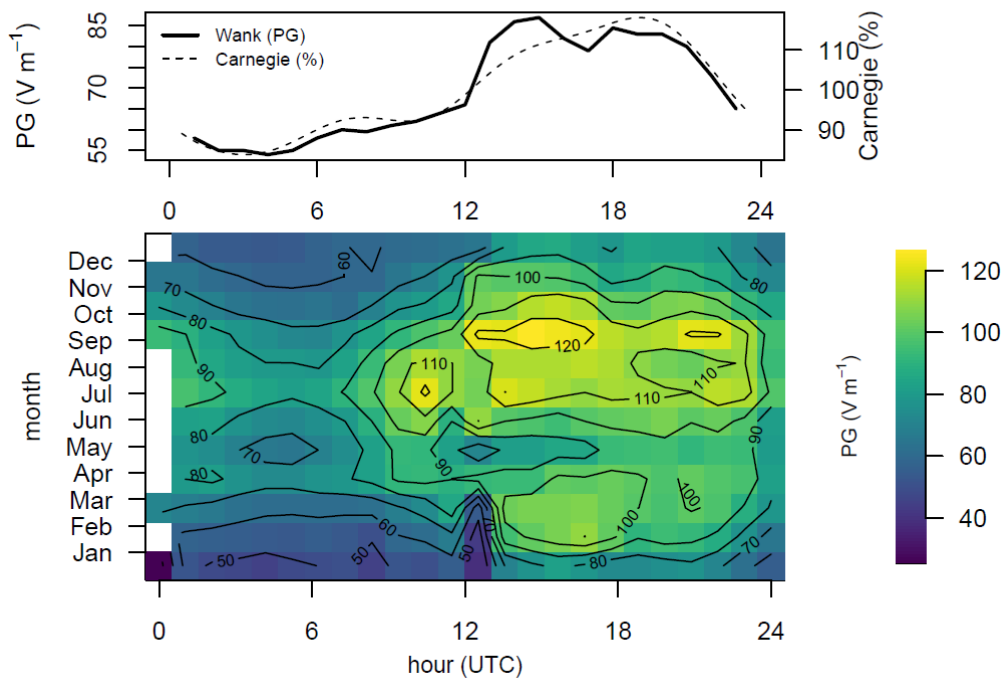 PG (V m⁻¹)
85
70
55
Wank (PG)
Carnegie (%)
110
100
90
Carnegie (%)
0 6 12 18 24
month
Dec
Nov
Oct
Sep
Aug
Jul
Jun
May
Apr
Mar
Feb
Jan
60
70
100
80
80
120
90
110
110
110
80
70
90
90
80
100
100
60
70
50
70
50
50
80
0 6 12 18 24
hour (UTC)
PG (V m⁻¹)
120
100
80
60
40